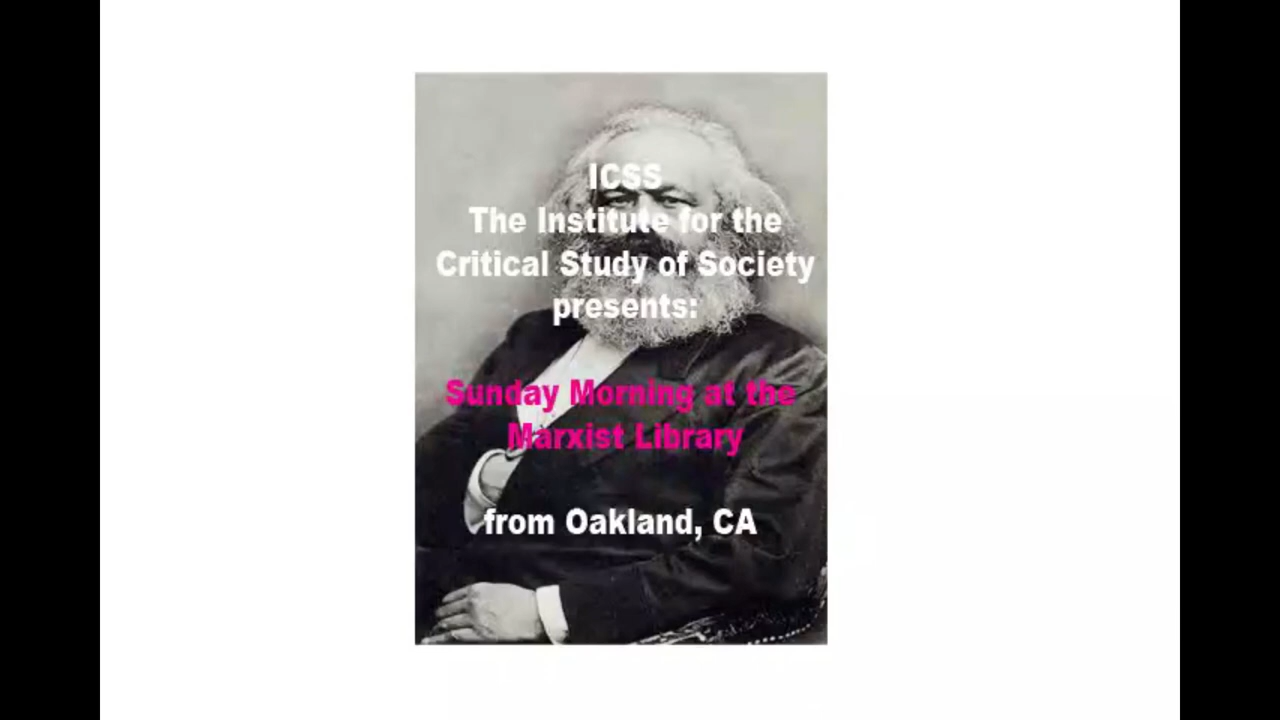 ICSS
The Institute for the
Critical Study of Society
presents:
Sunday Morning at the
Marxist Library
from Oakland, CA